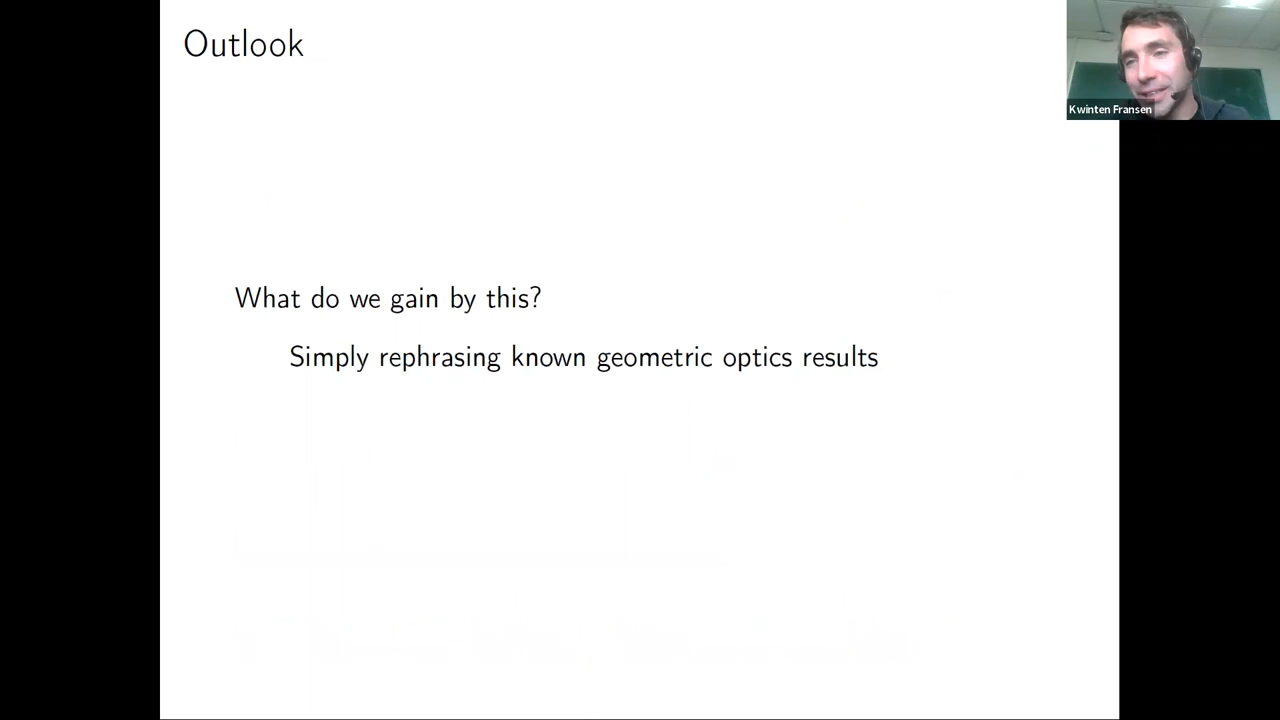 Outlook
Kwinten Fransen
What do we gain by this?
Simply rephrasing known geometric optics results